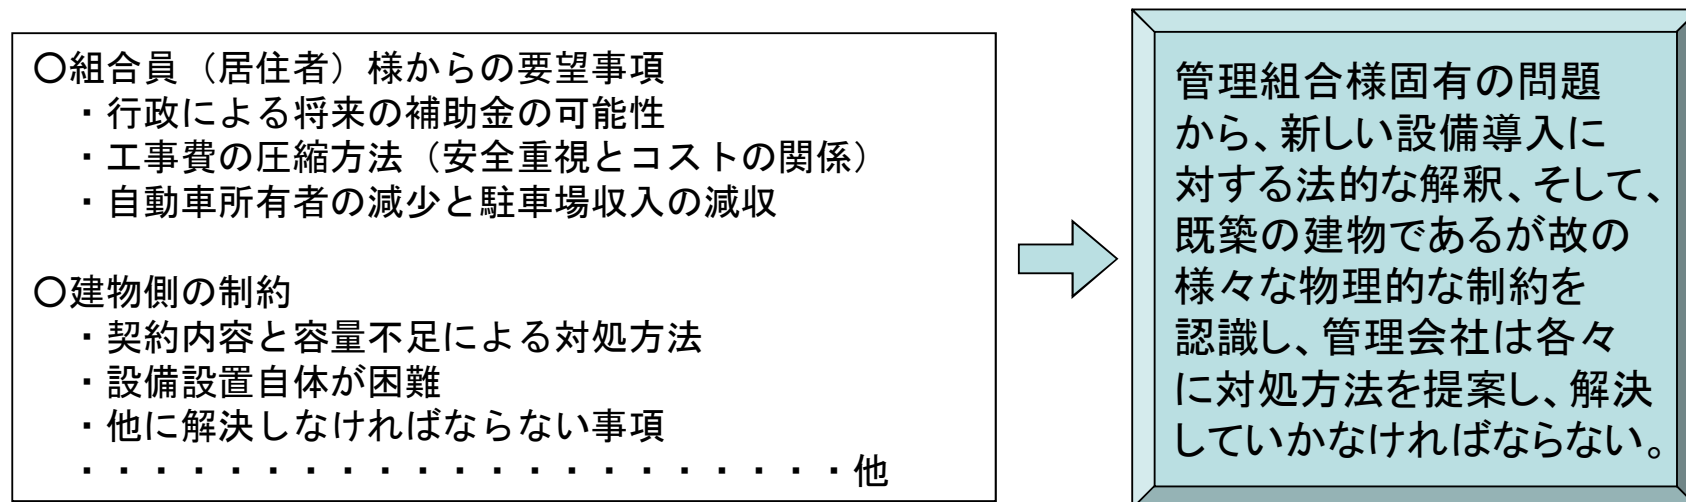 〇組合員（居住者）様からの要望事項
・行政による将来の補助金の可能性
・工事費の圧縮方法（安全重視とコストの関係）
・自動車所有者の減少と駐車場収入の減収
〇建物側の制約
・契約内容と容量不足による対処方法
・設備設置自体が困難
・他に解決しなければならない事項
・・・・・・・・・・・・・・・・・・・・・他
管理組合様固有の問題
から、新しい設備導入に
対する法的な解釈、そして、
既築の建物であるが故の
様々な物理的な制約を
認識し、管理会社は各々
に対処方法を提案し、解決
していかなければならない。